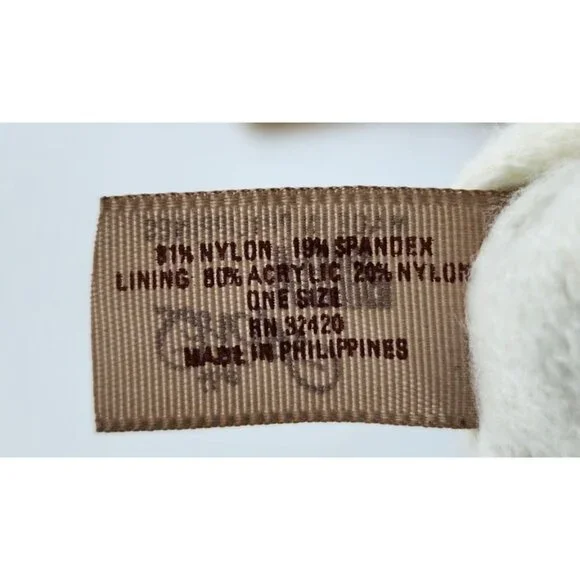 81% NYLON 19% SPANDEX
LINING 80% ACRYLIC 20% NYLON
ONE SIZE
RN 32420
MADE IN PHILIPPINES